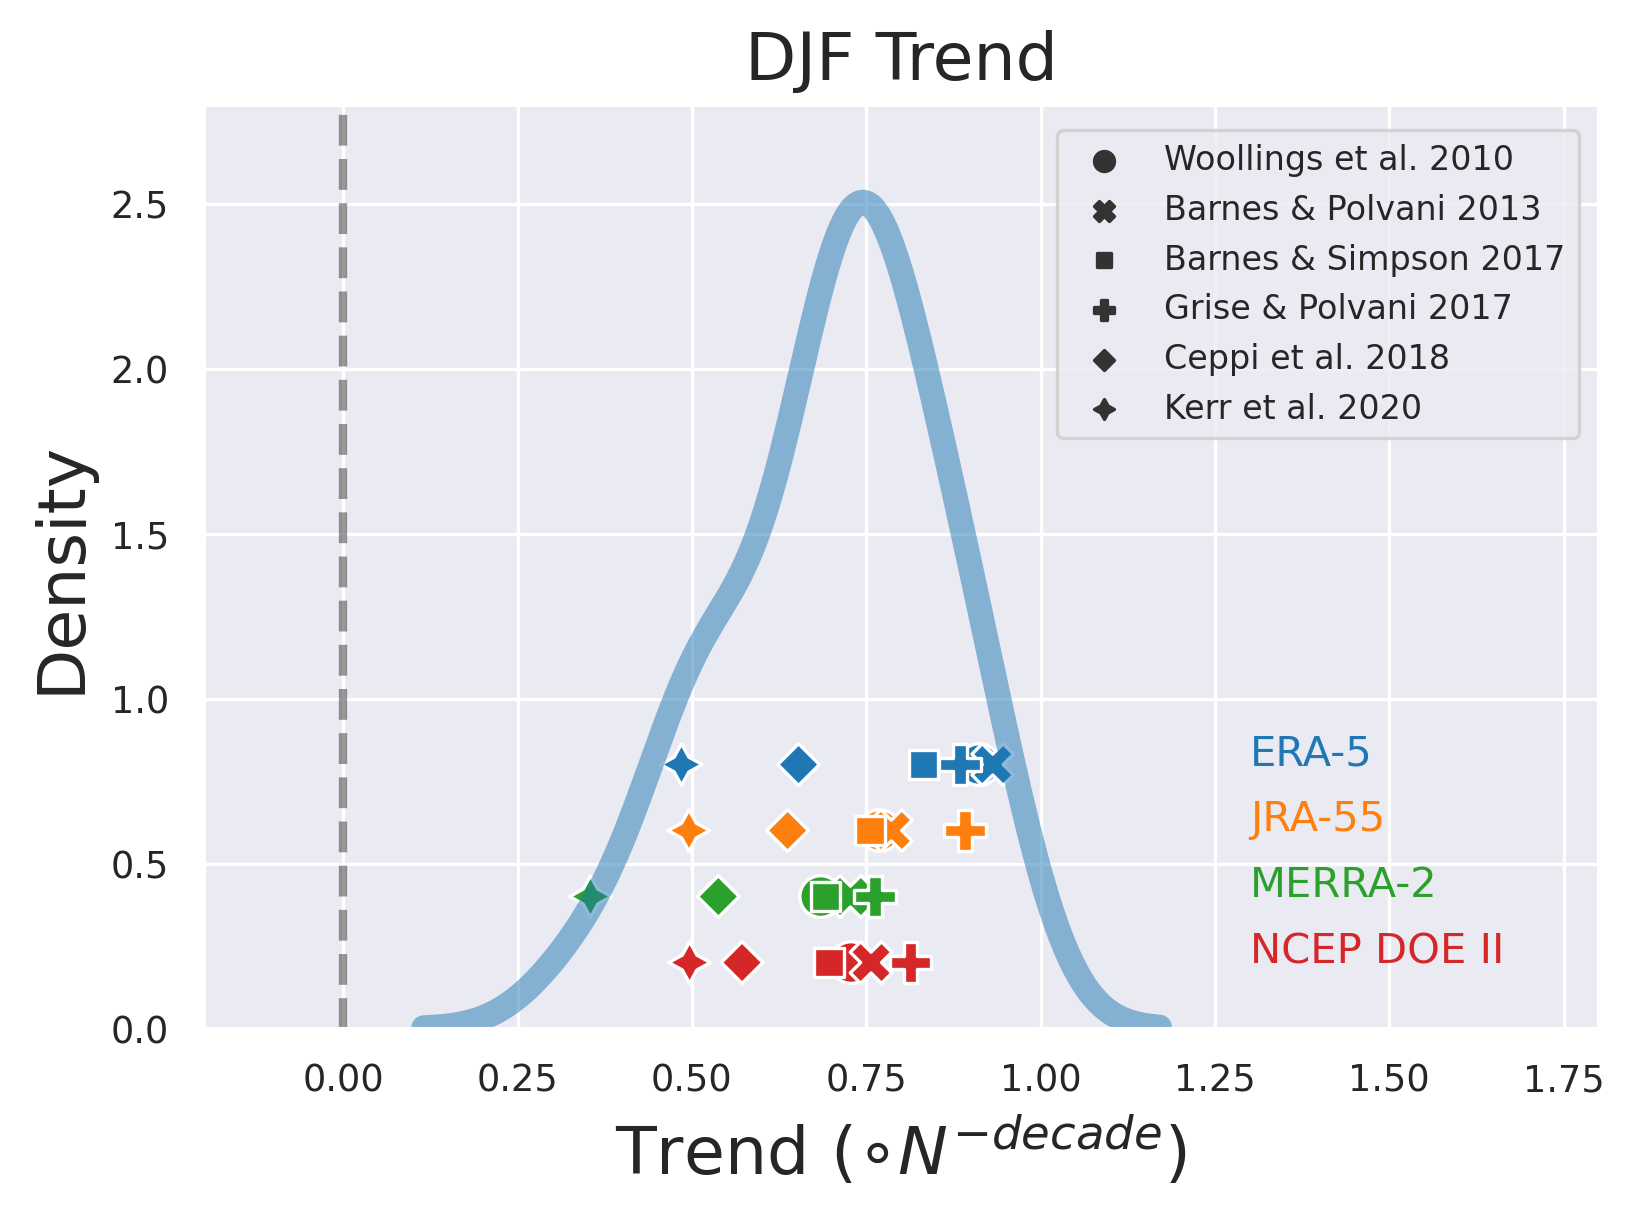 DJF Trend
Density
2.5
2.0
1.5
1.0
0.5
0.0
Woollings et al. 2010
Barnes & Polvani 2013
Barnes & Simpson 2017
Grise & Polvani 2017
Ceppi et al. 2018
Kerr et al. 2020
ERA-5
JRA-55
MERRA-2
NCEP DOE II
0.00 0.25 0.50 0.75 1.00 1.25 1.50 1.75
Trend (∘N^{−decade})